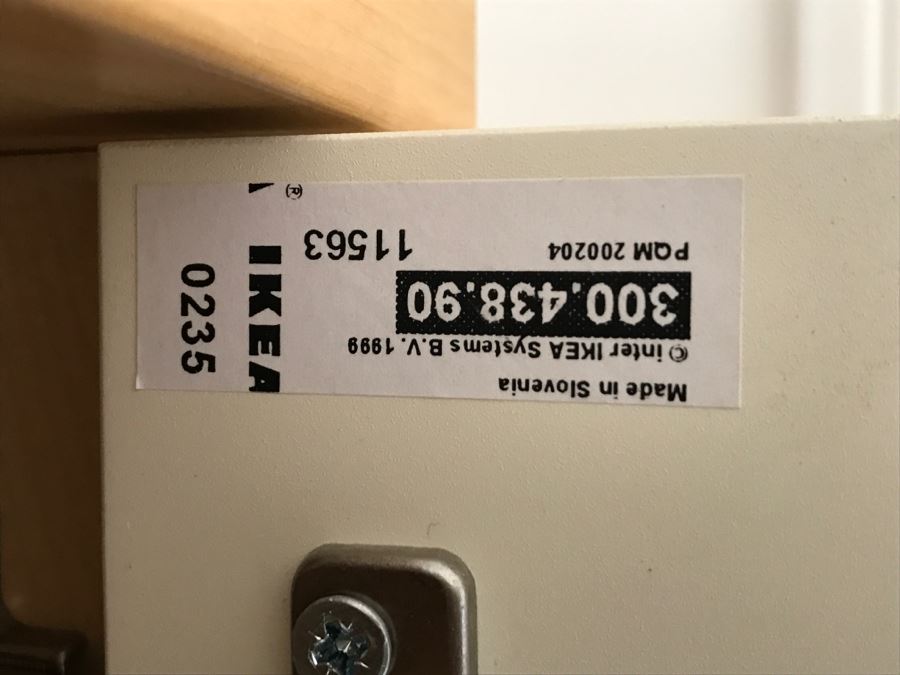 Made in Slovenia
© inter IKEA Systems B.V. 1999
300.438.90
PQM 200204
11563
IKEA
®
0235